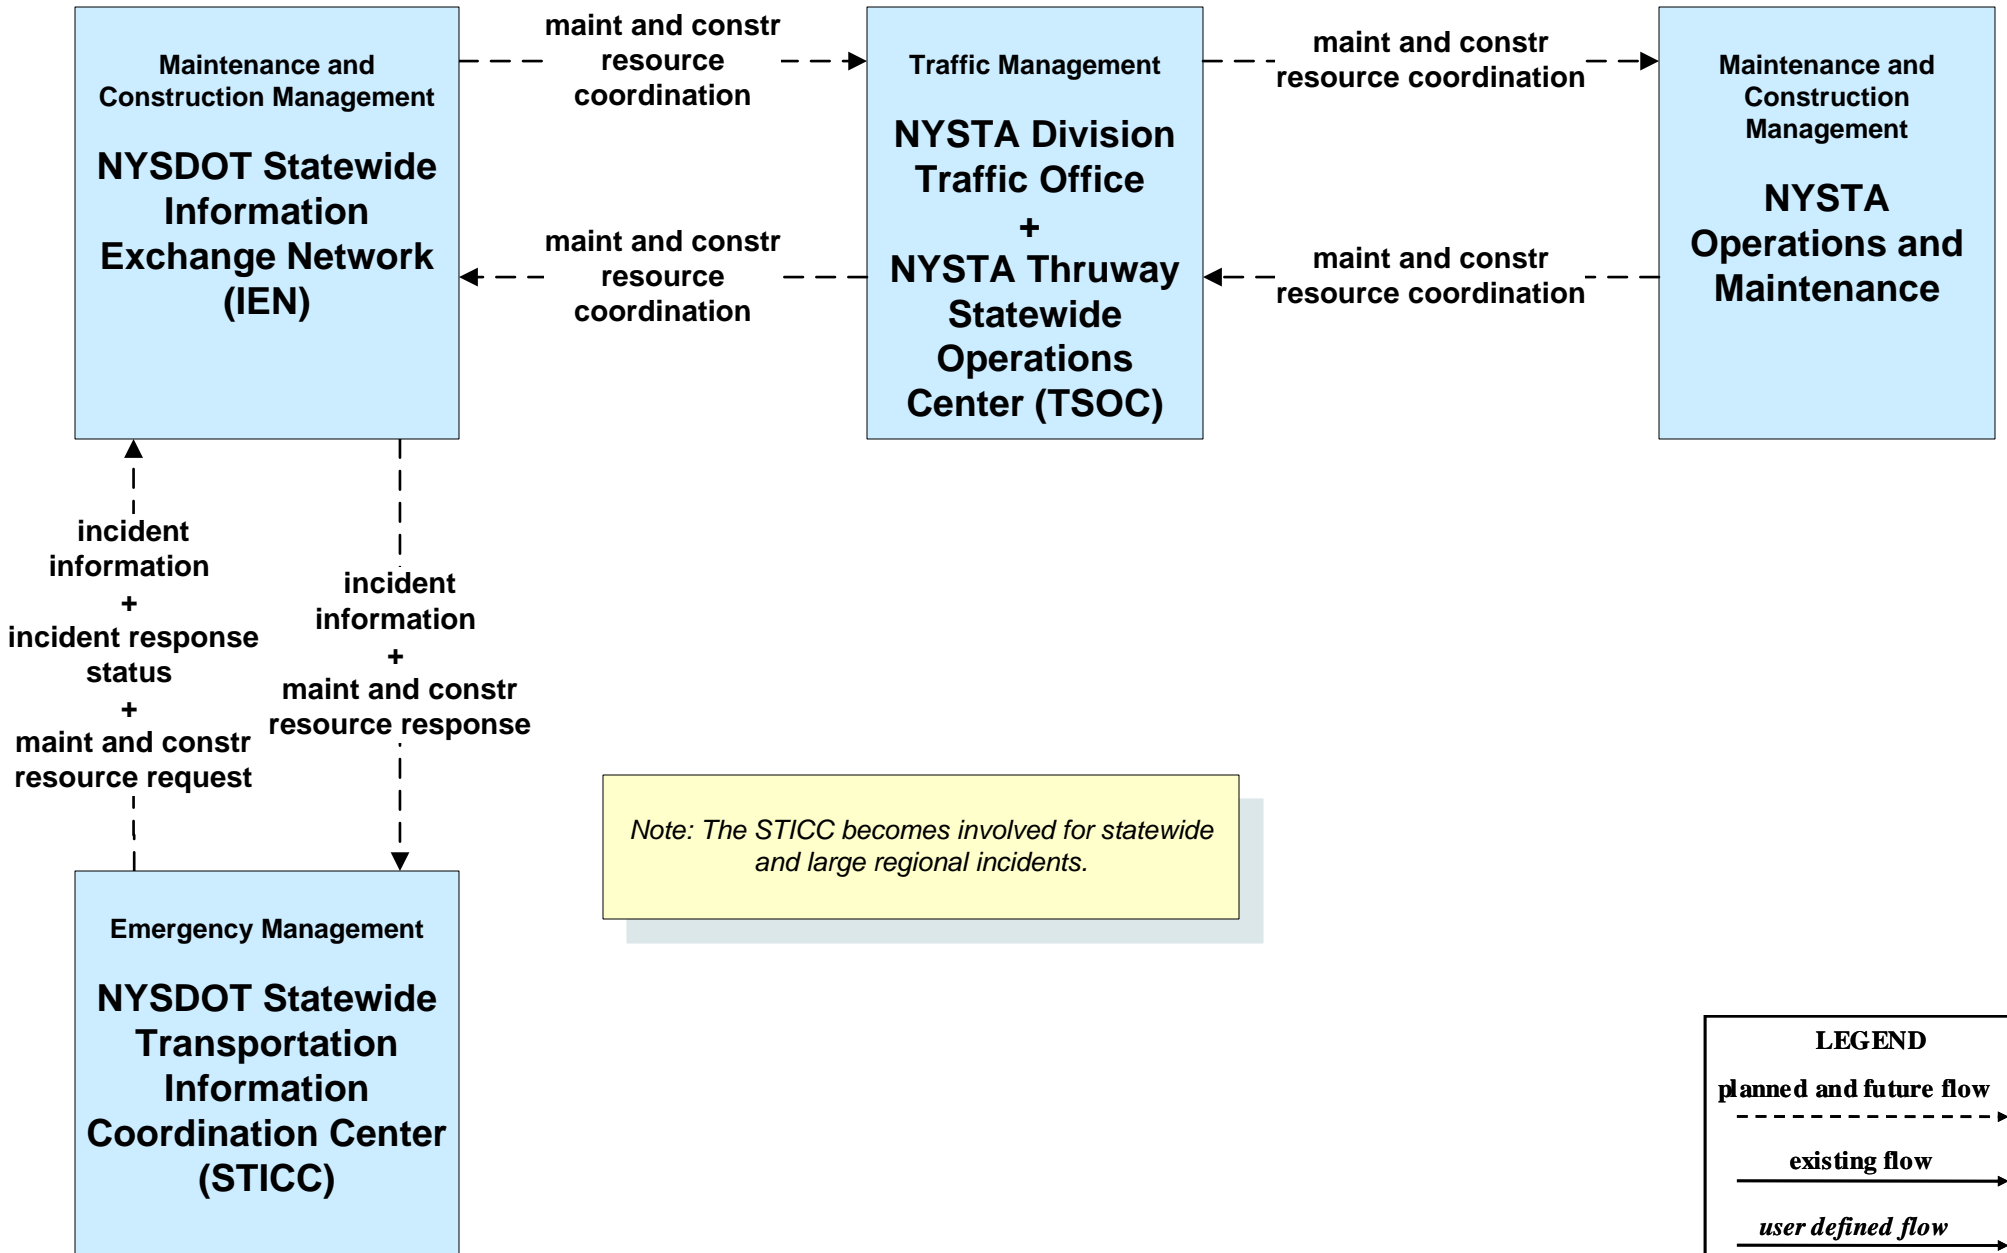 Maintenance and
Construction Management
NYSDOT Statewide
Information
Exchange Network
(IEN)
maint and constr
resource
coordination
maint and constr
resource
coordination
Traffic Management
NYSTA Division
Traffic Office
+
NYSTA Thruway
Statewide
Operations
Center (TSOC)
maint and constr
resource coordination
maint and constr
resource coordination
Maintenance and
Construction
Management
NYSTA
Operations and
Maintenance
incident
information
+
incident response
status
+
maint and constr
resource request
incident
information
+
maint and constr
resource response
Note: The STICC becomes involved for statewide
and large regional incidents.
Emergency Management
NYSDOT Statewide
Transportation
Information
Coordination Center
(STICC)
LEGEND
planned and future flow
existing flow
user defined flow